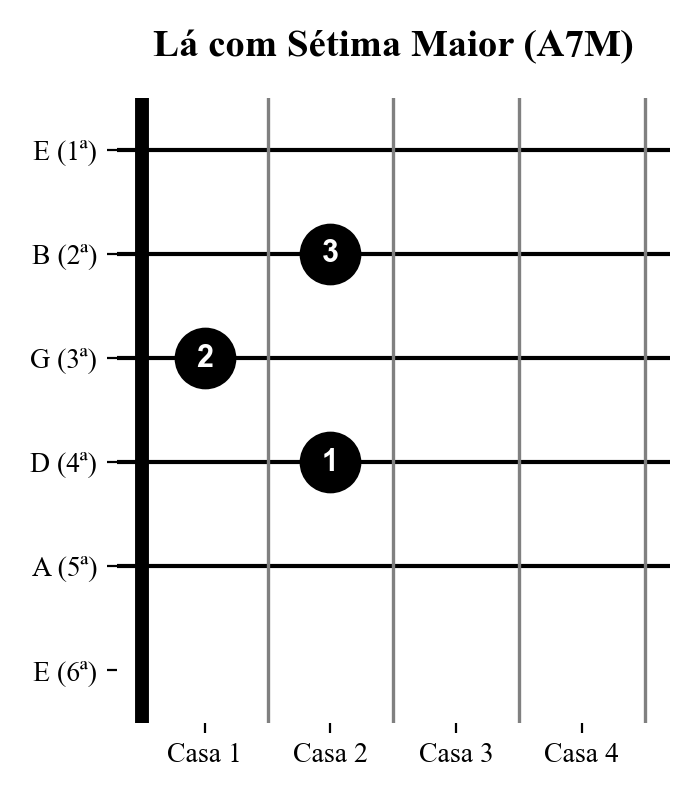 Lá com Sétima Maior (A7M)
E (1ª)
B (2ª)
3
G (3ª)
2
D (4ª)
1
A (5ª)
E (6ª)
Casa 1 Casa 2 Casa 3 Casa 4